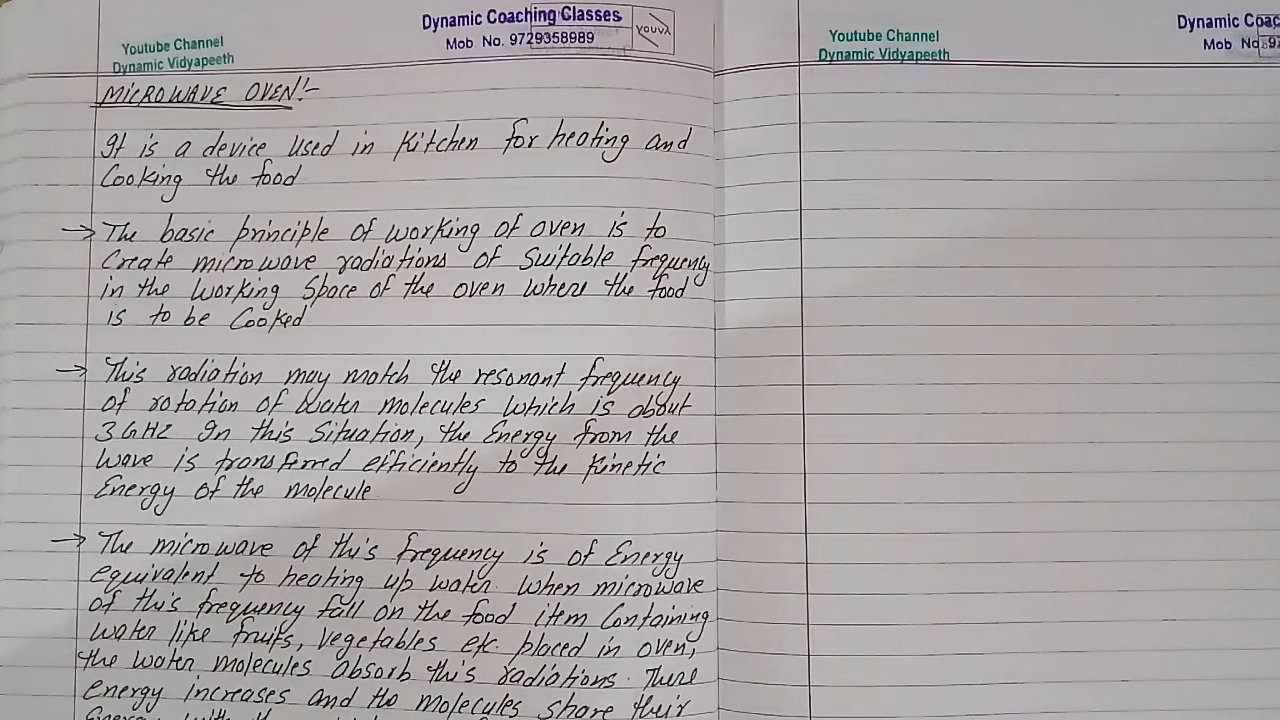 Dynamic Coaching Classes
Mob. No. 9729358989
Youva
Youtube Channel
Dynamic Vidyapeeth
MICROWAVE OVEN!-
It is a device used in Kitchen for heating and
Cooking the food
→ The basic principle of working of oven is to
Create microwave radiations of Suitable frequency
in the working Space of the oven where the food
is to be Cooked
→ This radiation may match the resonant frequency
of rotation of water molecules which is about
3 GHz In this Situation, the Energy from the
wave is transferred efficiently to the Kinetic
Energy of the molecule
→ The microwave of this frequency is of Energy
equivalent to heating up water. When microwave
of this frequency fall on the food item Containing
water like fruits, vegetables etc. placed in oven,
the water molecules absorb this radiations. There
energy increases and the molecules share their
Youtube Channel
Dynamic Vidyapeeth
Dynamic Coac
Mob No